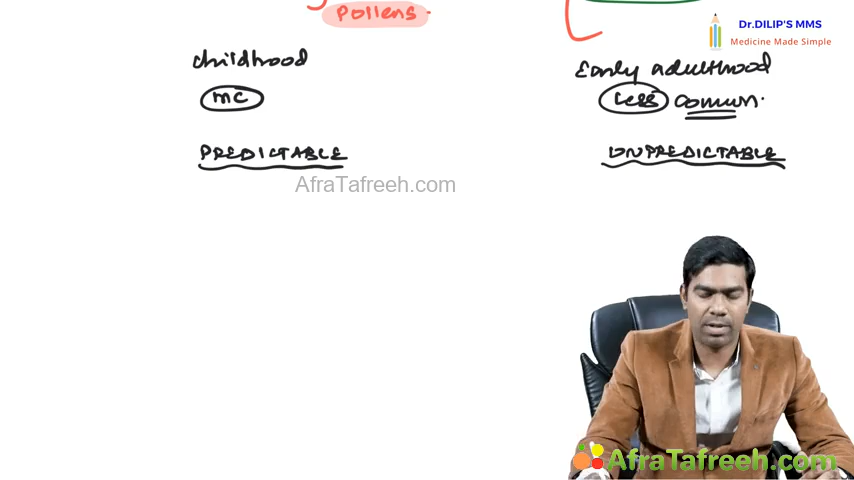 Pollens.
Dr.DILIP'S MMS
Medicine Made Simple
childhood
Early adulthood
MC
Less Common.
PREDICTABLE
UNPREDICTABLE
AfraTafreeh.com
AfraTafreeh.com